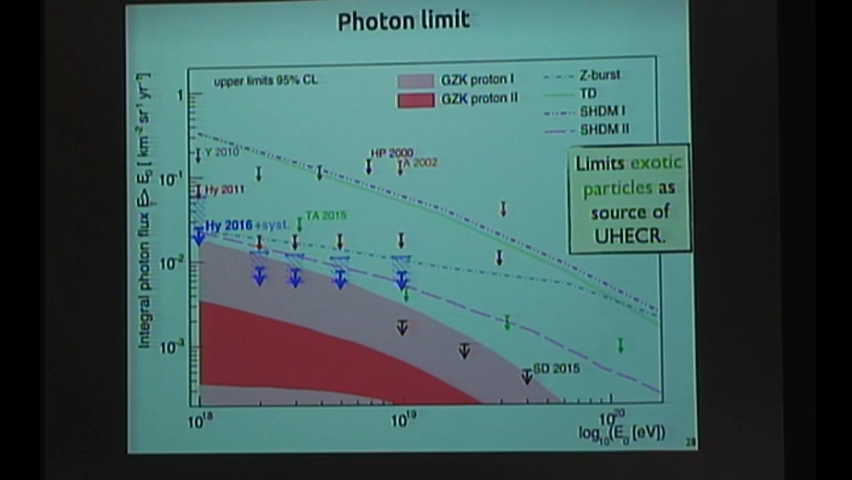 Photon limit
upper limits 95% CL
GZK proton I
GZK proton II
Z-burst
TD
SHDM I
SHDM II
Integral photon flux E> E₀ [ km⁻² sr⁻¹ yr⁻¹]
1
10⁻¹
10⁻²
10⁻³
Y 2010
HP 2000
A 2002
Hy 2011
TA 2015
Hy 2016 +syst.
SD 2015
Limits exotic
particles as
source of
UHECR.
10¹⁸
10¹⁹
10²⁰
log₁₀(E₀ [eV])
28